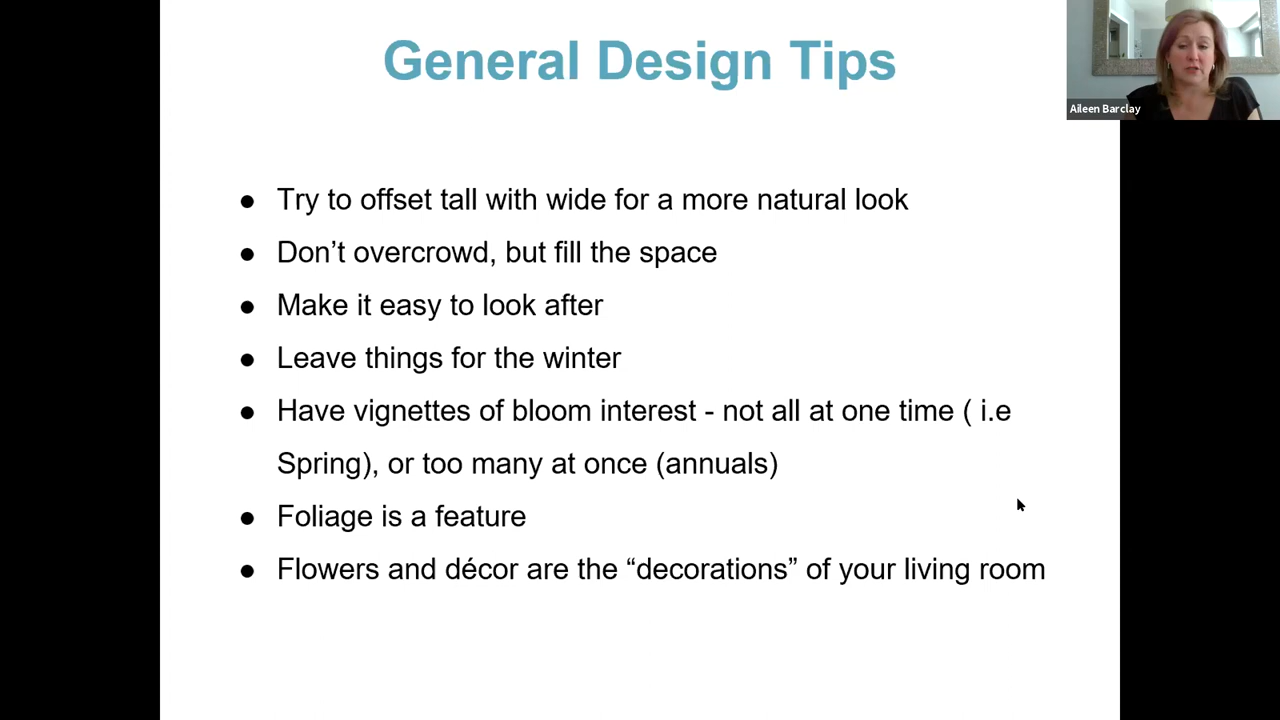 General Design Tips
Aileen Barclay
● Try to offset tall with wide for a more natural look
● Don’t overcrowd, but fill the space
● Make it easy to look after
● Leave things for the winter
● Have vignettes of bloom interest - not all at one time ( i.e
Spring), or too many at once (annuals)
● Foliage is a feature
● Flowers and décor are the “decorations” of your living room